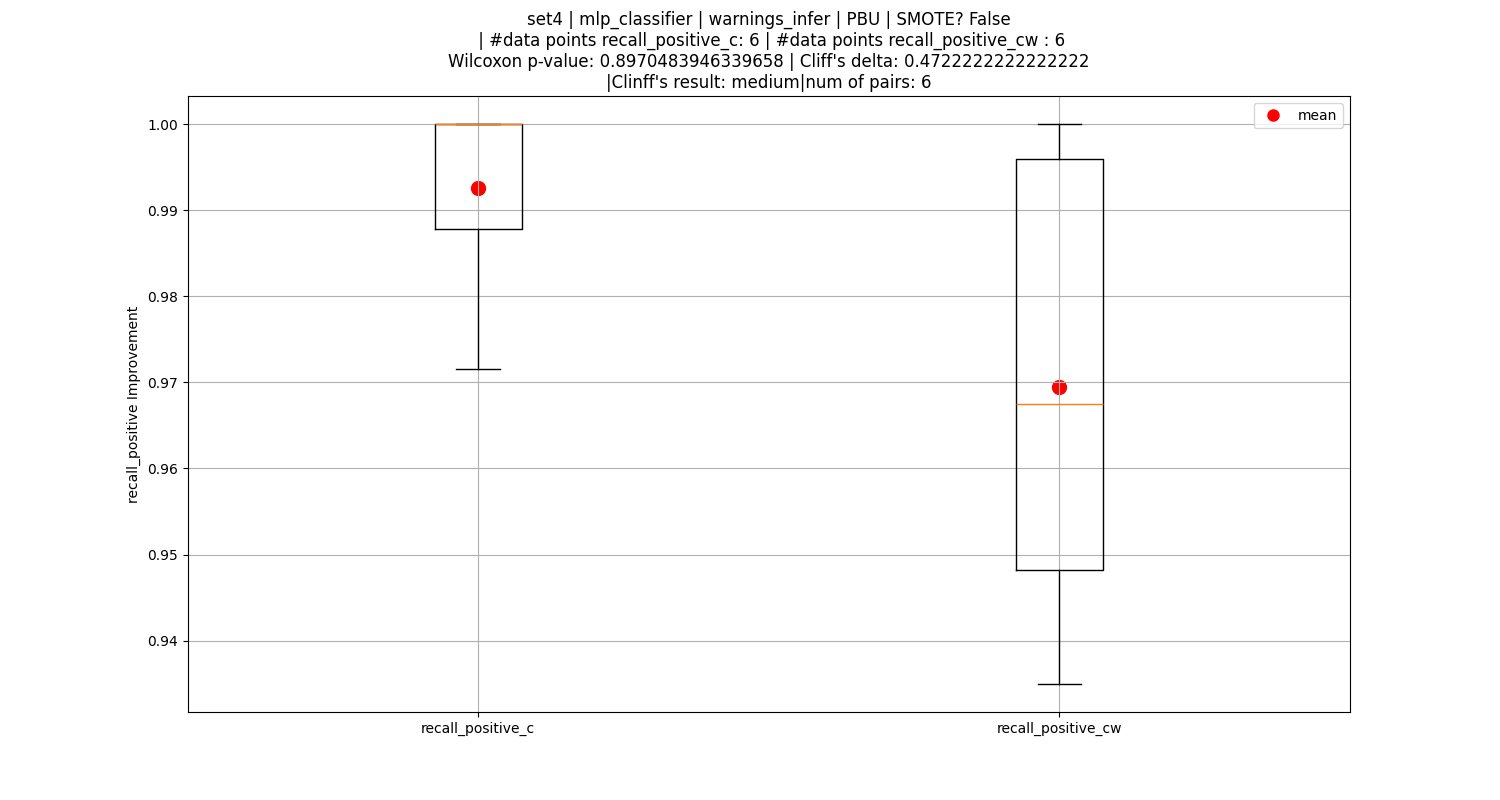 set4 | mlp_classifier | warnings_infer | PBU | SMOTE? False
| #data points recall_positive_c: 6 | #data points recall_positive_cw : 6
Wilcoxon p-value: 0.8970483946339658 | Cliff's delta: 0.4722222222222222
|Clinff's result: medium|num of pairs: 6
mean
1.00
0.99
0.98
0.97
0.96
0.95
0.94
recall_positive Improvement
recall_positive_c
recall_positive_cw